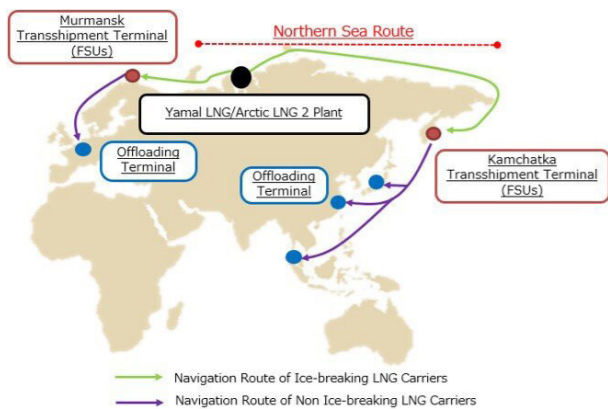 Murmansk
Transshipment Terminal
(FSUs)
Northern Sea Route
Yamal LNG/Arctic LNG 2 Plant
Offloading
Terminal
Offloading
Terminal
Kamchatka
Transshipment Terminal
(FSUs)
Navigation Route of Ice-breaking LNG Carriers
Navigation Route of Non Ice-breaking LNG Carriers